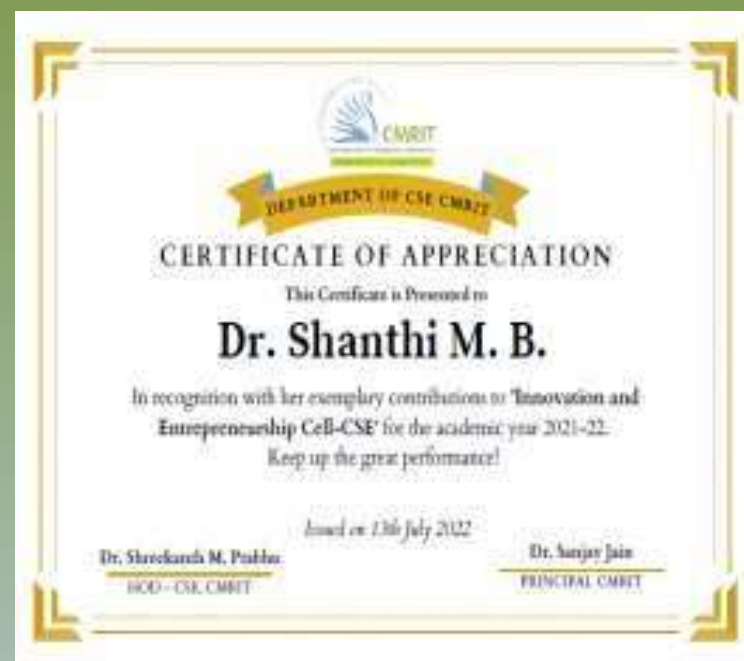 CMRIT
DEPARTMENT OF CSE CMRIT
CERTIFICATE OF APPRECIATION
This Certificate is Presented to
Dr. Shanthi M. B.
In recognition with her exemplary contributions to "Innovation and
Entrepreneurship Cell-CSE" for the academic year 2021-22.
Keep up the great performance!
Issued on 13th July 2022
Dr. Shreekanth M. Prabhu
HOD - CSE, CMRIT
Dr. Sanjay Jain
PRINCIPAL CMRIT